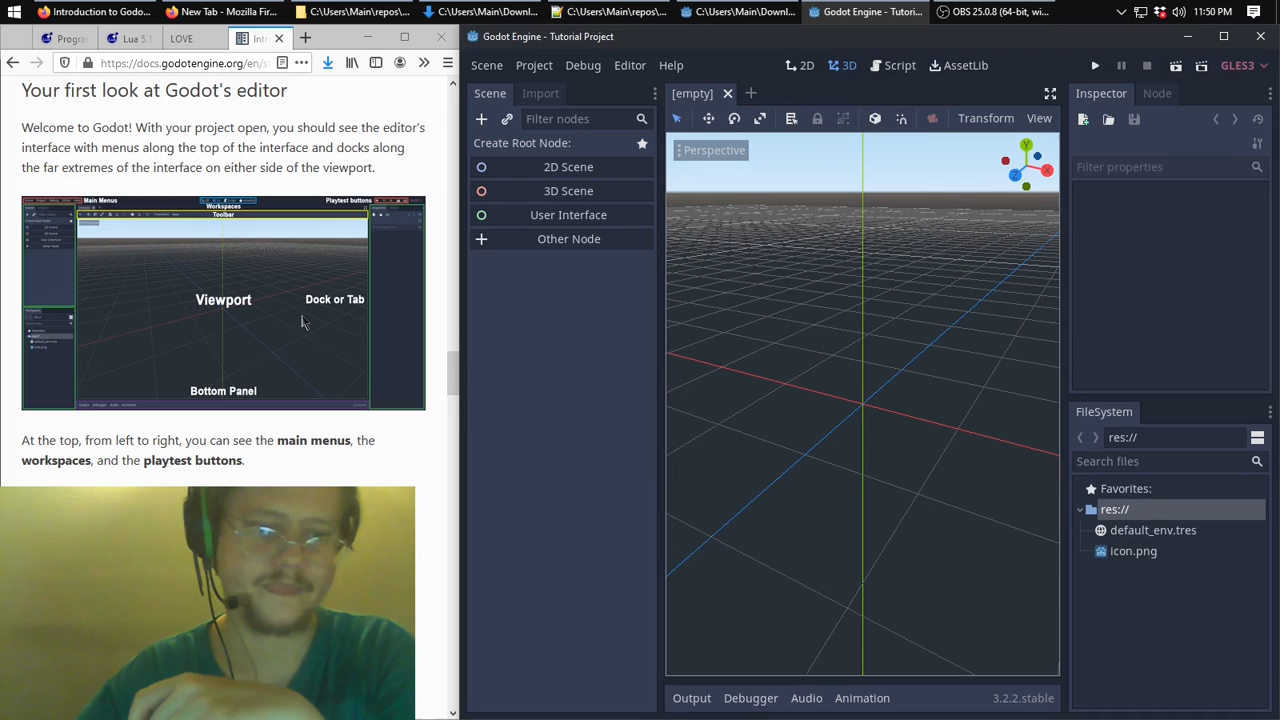 Introduction to Godo...
New Tab - Mozilla Fir...
C:\Users\Main\repos\...
C:\Users\Main\Downl...
C:\Users\Main\repos\...
C:\Users\Main\Downl...
Godot Engine - Tutori...
OBS 25.0.8 (64-bit, w...
11:50 PM
Progra
Lua 5.1
LOVE
Int
https://docs.godotengine.org/en/s
Your first look at Godot's editor
Welcome to Godot! With your project open, you should see the editor's
interface with menus along the top of the interface and docks along
the far extremes of the interface on either side of the viewport.
Main Menus
Workspaces
Playtest buttons
Toolbar
Viewport
Dock or Tab
Bottom Panel
At the top, from left to right, you can see the main menus, the
workspaces, and the playtest buttons.
Godot Engine - Tutorial Project
Scene Project Debug Editor Help
2D 3D Script AssetLib
GLES3
Scene Import
Filter nodes
Create Root Node:
2D Scene
3D Scene
User Interface
Other Node
[empty]
Transform View
Perspective
Y
X
Z
Output Debugger Audio Animation
3.2.2.stable
Inspector Node
Filter properties
FileSystem
res://
Search files
Favorites:
res://
default_env.tres
icon.png